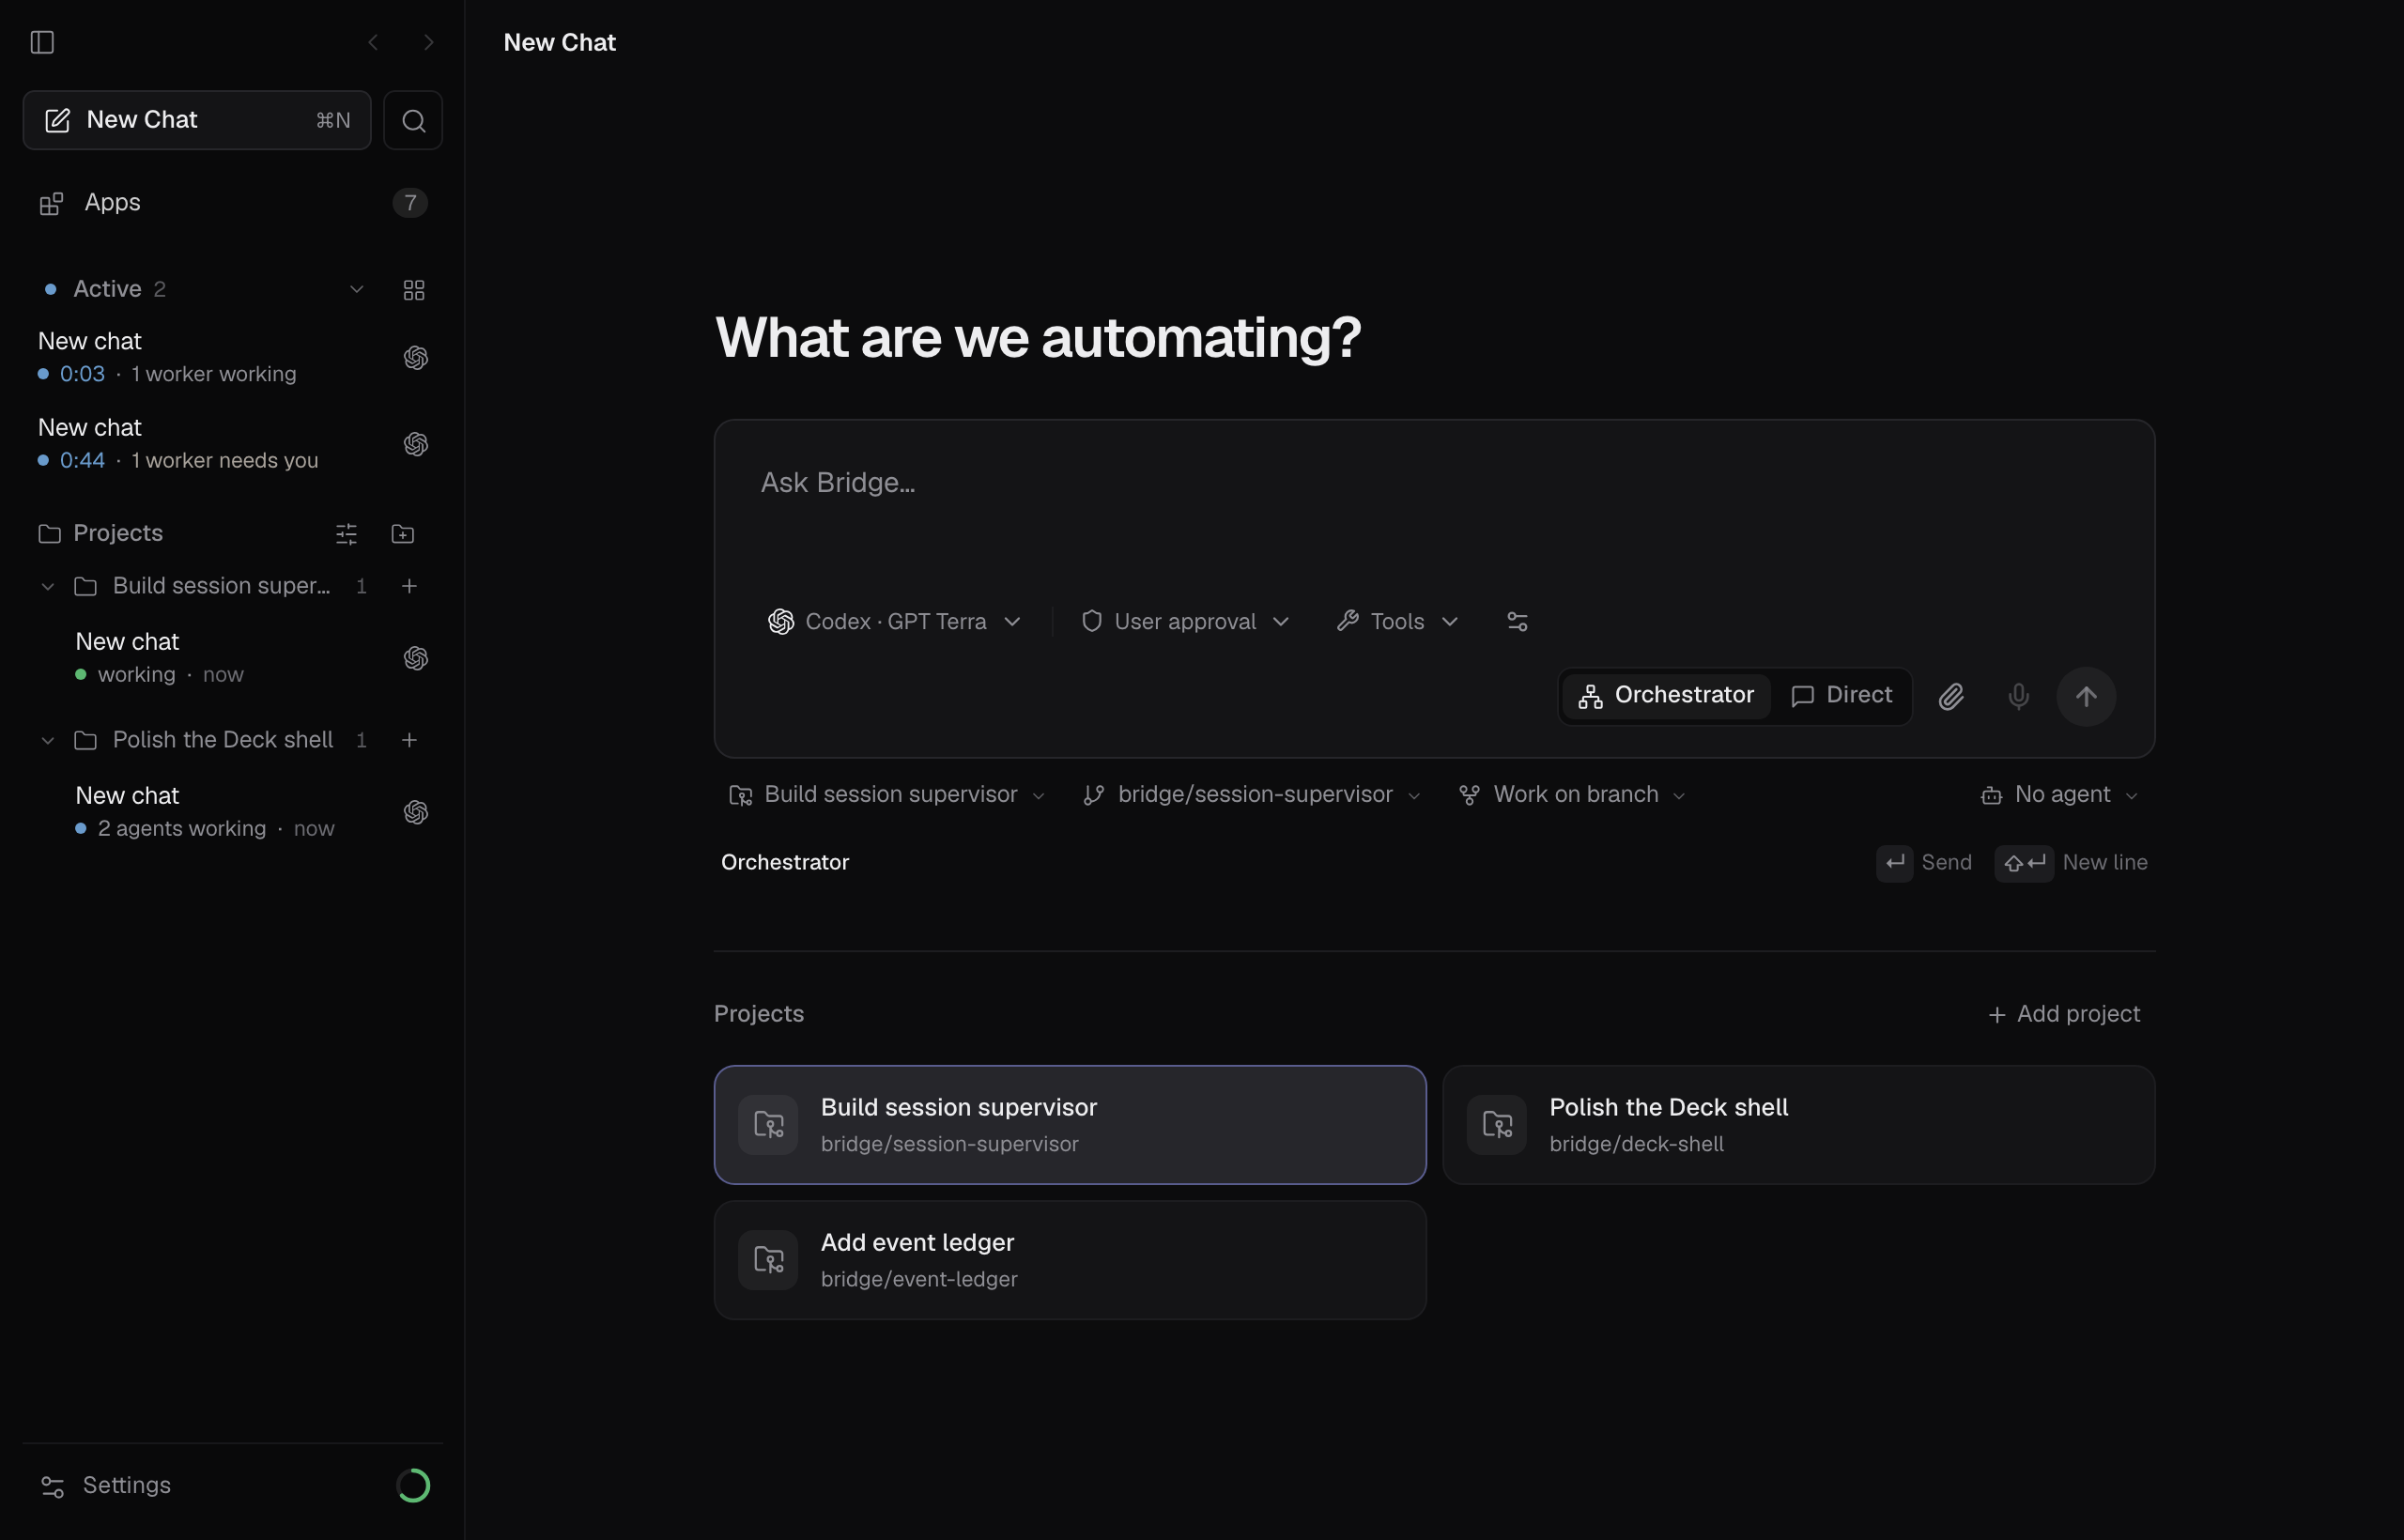 New Chat
New Chat ⌘N
Apps 7
Active 2
New chat
0:03 · 1 worker working
New chat
0:44 · 1 worker needs you
Projects
Build session super... 1
New chat
working · now
Polish the Deck shell 1
New chat
2 agents working · now
Settings
What are we automating?
Ask Bridge...
Codex · GPT Terra User approval Tools
Orchestrator Direct
Build session supervisor bridge/session-supervisor Work on branch No agent
Orchestrator Send New line
Projects Add project
Build session supervisor
bridge/session-supervisor
Polish the Deck shell
bridge/deck-shell
Add event ledger
bridge/event-ledger